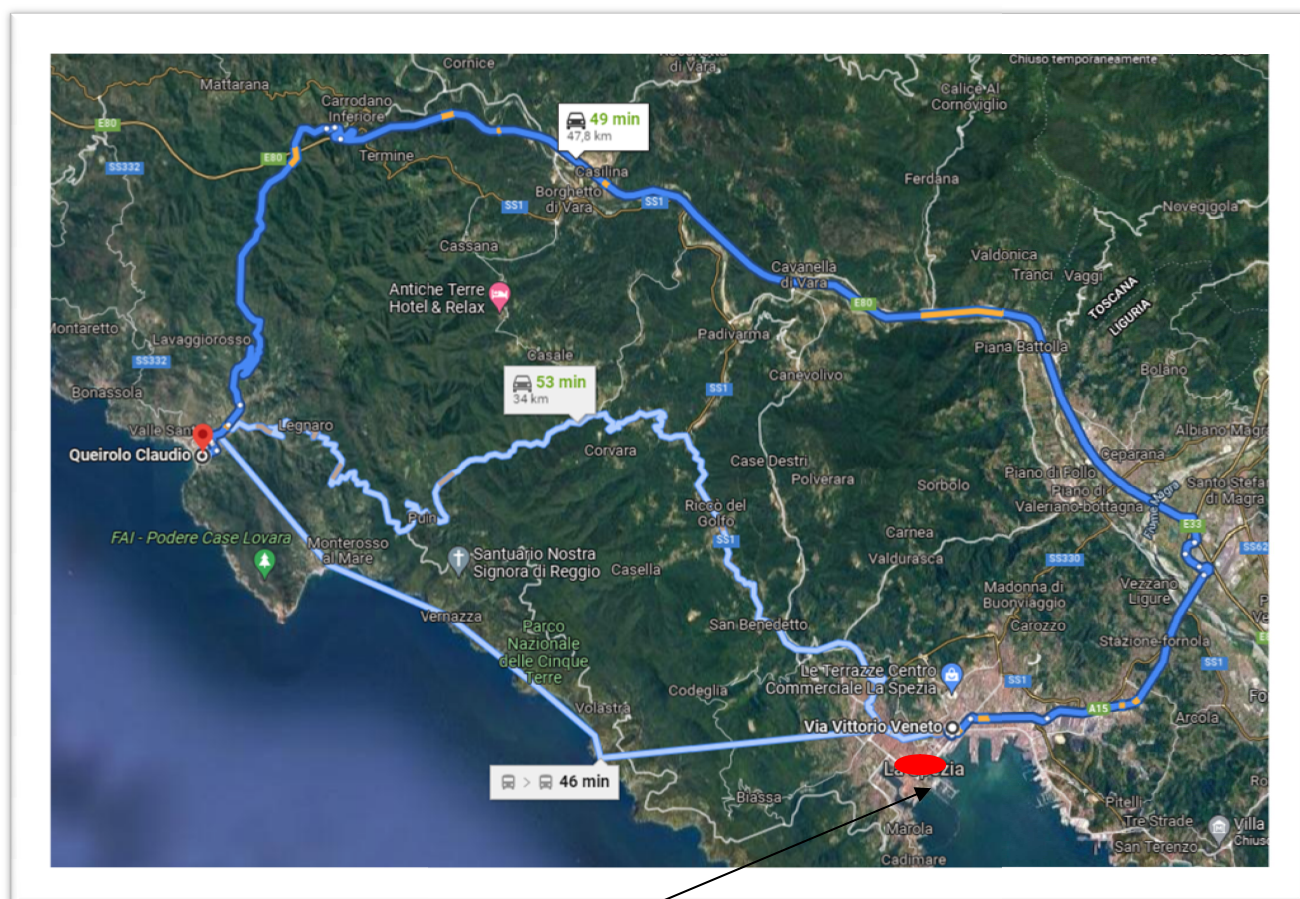 Chiuso temporaneamente
di Vara
Cornice
Mattarana
Calice Al
Cornoviglio
Carrodano
Inferiore
49 min
47,8 km
E80
SS332
E80
Termine
Casilina
Borghetto
di Vara
SS1
SS1
Ferdana
Novegigola
Cassana
Valdonica
Tranci
Vaggi
Cavanella
di Vara
TOSCANA
LIGURIA
Antiche Terre
Hotel & Relax
E80
Montaretto
Lavaggiorosso
SS332
Padivarma
Piana Battolla
Casale
Bolano
Bonassola
53 min
34 km
SS1
Canevolivo
Valle Sant
Legnaro
Albiano Magra
Queirolo Claudio
Corvara
Case Destri
Ceparana
Polverara
Piano di Follo
Sorbolo
Santo Stefan
di Magra
Piano di
Valeriano-bottagna
Riccò del
Golfo
Puin
E33
FAI - Podere Case Lovara
Monterosso
al Mare
SS1
Carnea
SS62
Santuario Nostra
Signora di Reggio
Casella
Valdurasca
SS330
Madonna di
Buonviaggio
Vezzano
Ligure
Vernazza
San Benedetto
Carozzo
Parco
Nazionale
delle Cinque
Terre
Stazione-fornola
SS1
Le Terrazze Centro
Commerciale La Spezia
SS1
Codeglia
Volastra
A15
Arcola
Via Vittorio Veneto
46 min
Biassa
Pitelli
Tre Strade
Villa
Marola
San Terenzo
Chiuso
Cadimare